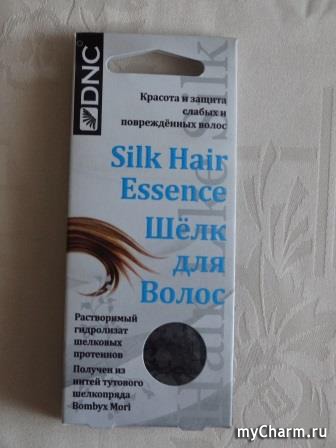 DNC
Красота и защита
слабых и
повреждённых волос
Silk Hair
Essence
Шёлк
для
Волос
Растворимый
гидролизат
шелковых
протеинов
Получен из
нитей тутового
шелкопряда
Bombyx Mori
myCharm.ru